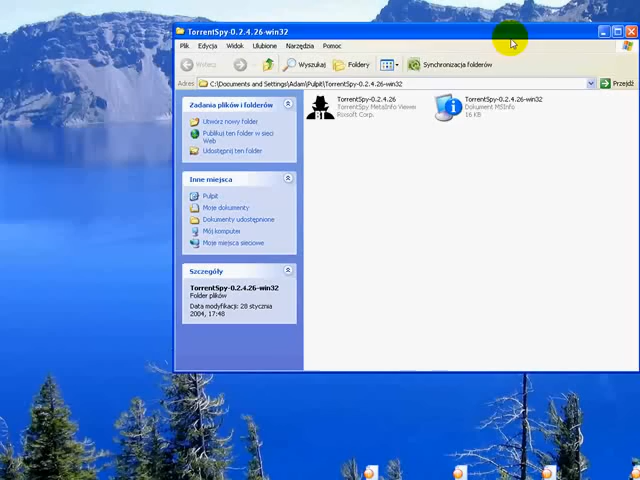 TorrentSpy-0.2.4.26-win32
Plik Edycja Widok Ulubione Narzędzia Pomoc
Wstecz Wyszukaj Foldery Synchronizacja folderów
Adres C:\Documents and Settings\Adam\Pulpit\TorrentSpy-0.2.4.26-win32 Przejdź
Zadania plików i folderów
Utwórz nowy folder
Publikuj ten folder w sieci
Web
Udostępnij ten folder
Inne miejsca
Pulpit
Moje dokumenty
Dokumenty udostępnione
Mój komputer
Moje miejsca sieciowe
Szczegóły
TorrentSpy-0.2.4.26-win32
Folder plików
Data modyfikacji: 28 stycznia
2004, 17:48
BT
TorrentSpy-0.2.4.26
TorrentSpy MetaInfo Viewer
Rixsoft Corp.
TorrentSpy-0.2.4.26-win32
Dokument MSInfo
16 KB